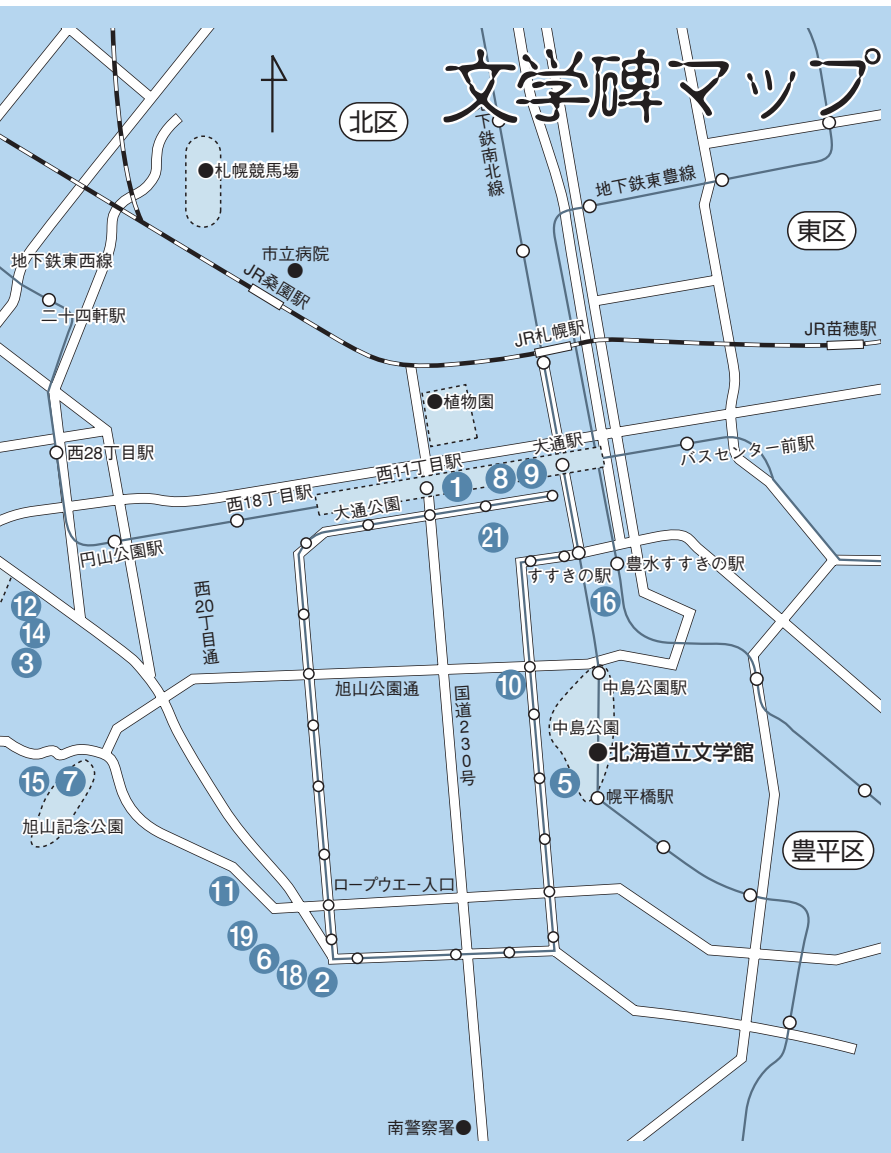 文学碑マップ
北区
地下鉄南北線
札幌競馬場
地下鉄東豊線
東区
市立病院
地下鉄東西線
JR桑園駅
二十四軒駅
JR札幌駅
JR苗穂駅
植物園
大通駅
バスセンター前駅
西28丁目駅
西11丁目駅
1
8
9
西18丁目駅
大通公園
21
円山公園駅
すすきの駅
豊水すすきの駅
西20丁目通
16
12
14
3
旭山公園通
国道230号
10
中島公園駅
中島公園
北海道立文学館
15
7
5
幌平橋駅
旭山記念公園
豊平区
ロープウエー入口
11
19
6
18
2
南警察署